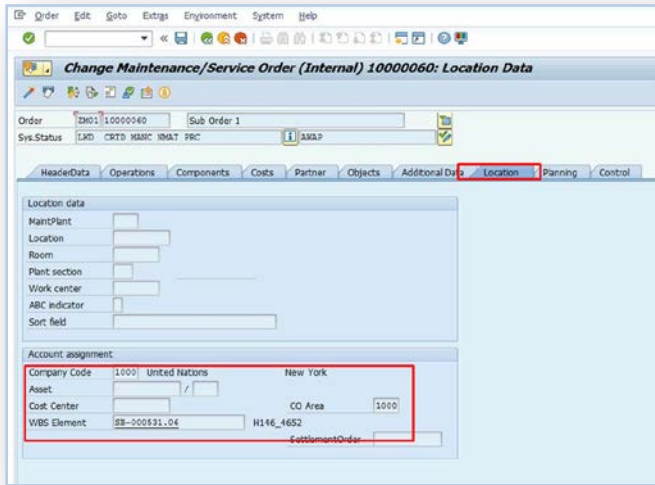 Order Edit Goto Extras Environment System Help
Change Maintenance/Service Order (Internal) 10000060: Location Data
Order ZM01 10000060 Sub Order 1
Sys.Status LKD CRTD MANC NMAT PRC AWAP
HeaderData Operations Components Costs Partner Objects Additional Data Location Planning Control
Location data
MaintPlant
Location
Room
Plant section
Work center
ABC indicator
Sort field
Account assignment
Company Code 1000 United Nations New York
Asset /
Cost Center CO Area 1000
WBS Element SB-000531.04 H146_4652
SettlementOrder